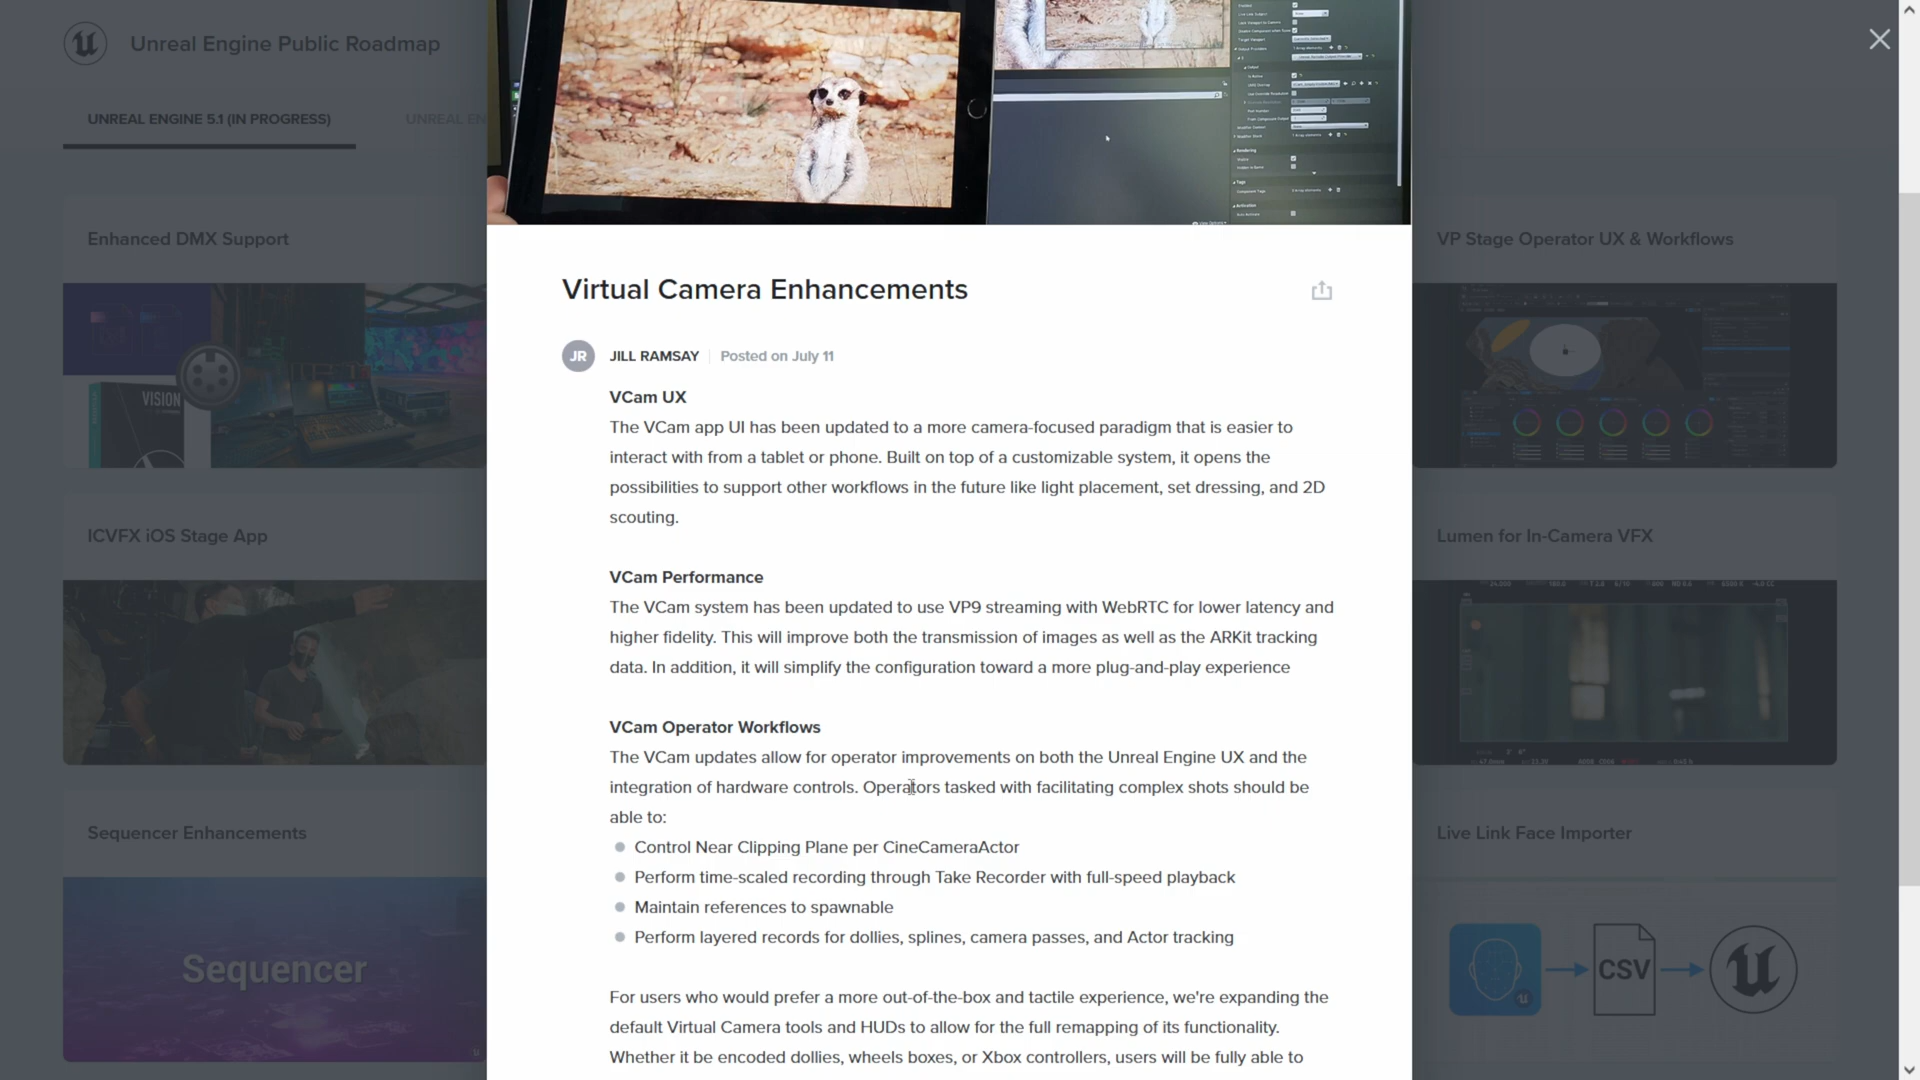 Unreal Engine Public Roadmap
UNREAL ENGINE 5.1 (IN PROGRESS)
UNREAL EN
Enhanced DMX Support
VISION
ICVFX iOS Stage App
Sequencer Enhancements
Sequencer
Virtual Camera Enhancements
JR
JILL RAMSAY
Posted on July 11
VCam UX
The VCam app UI has been updated to a more camera-focused paradigm that is easier to
interact with from a tablet or phone. Built on top of a customizable system, it opens the
possibilities to support other workflows in the future like light placement, set dressing, and 2D
scouting.
VCam Performance
The VCam system has been updated to use VP9 streaming with WebRTC for lower latency and
higher fidelity. This will improve both the transmission of images as well as the ARKit tracking
data. In addition, it will simplify the configuration toward a more plug-and-play experience
VCam Operator Workflows
The VCam updates allow for operator improvements on both the Unreal Engine UX and the
integration of hardware controls. Operators tasked with facilitating complex shots should be
able to:
Control Near Clipping Plane per CineCameraActor
Perform time-scaled recording through Take Recorder with full-speed playback
Maintain references to spawnable
Perform layered records for dollies, splines, camera passes, and Actor tracking
For users who would prefer a more out-of-the-box and tactile experience, we're expanding the
default Virtual Camera tools and HUDs to allow for the full remapping of its functionality.
Whether it be encoded dollies, wheels boxes, or Xbox controllers, users will be fully able to
VP Stage Operator UX & Workflows
Lumen for In-Camera VFX
Live Link Face Importer
CSV